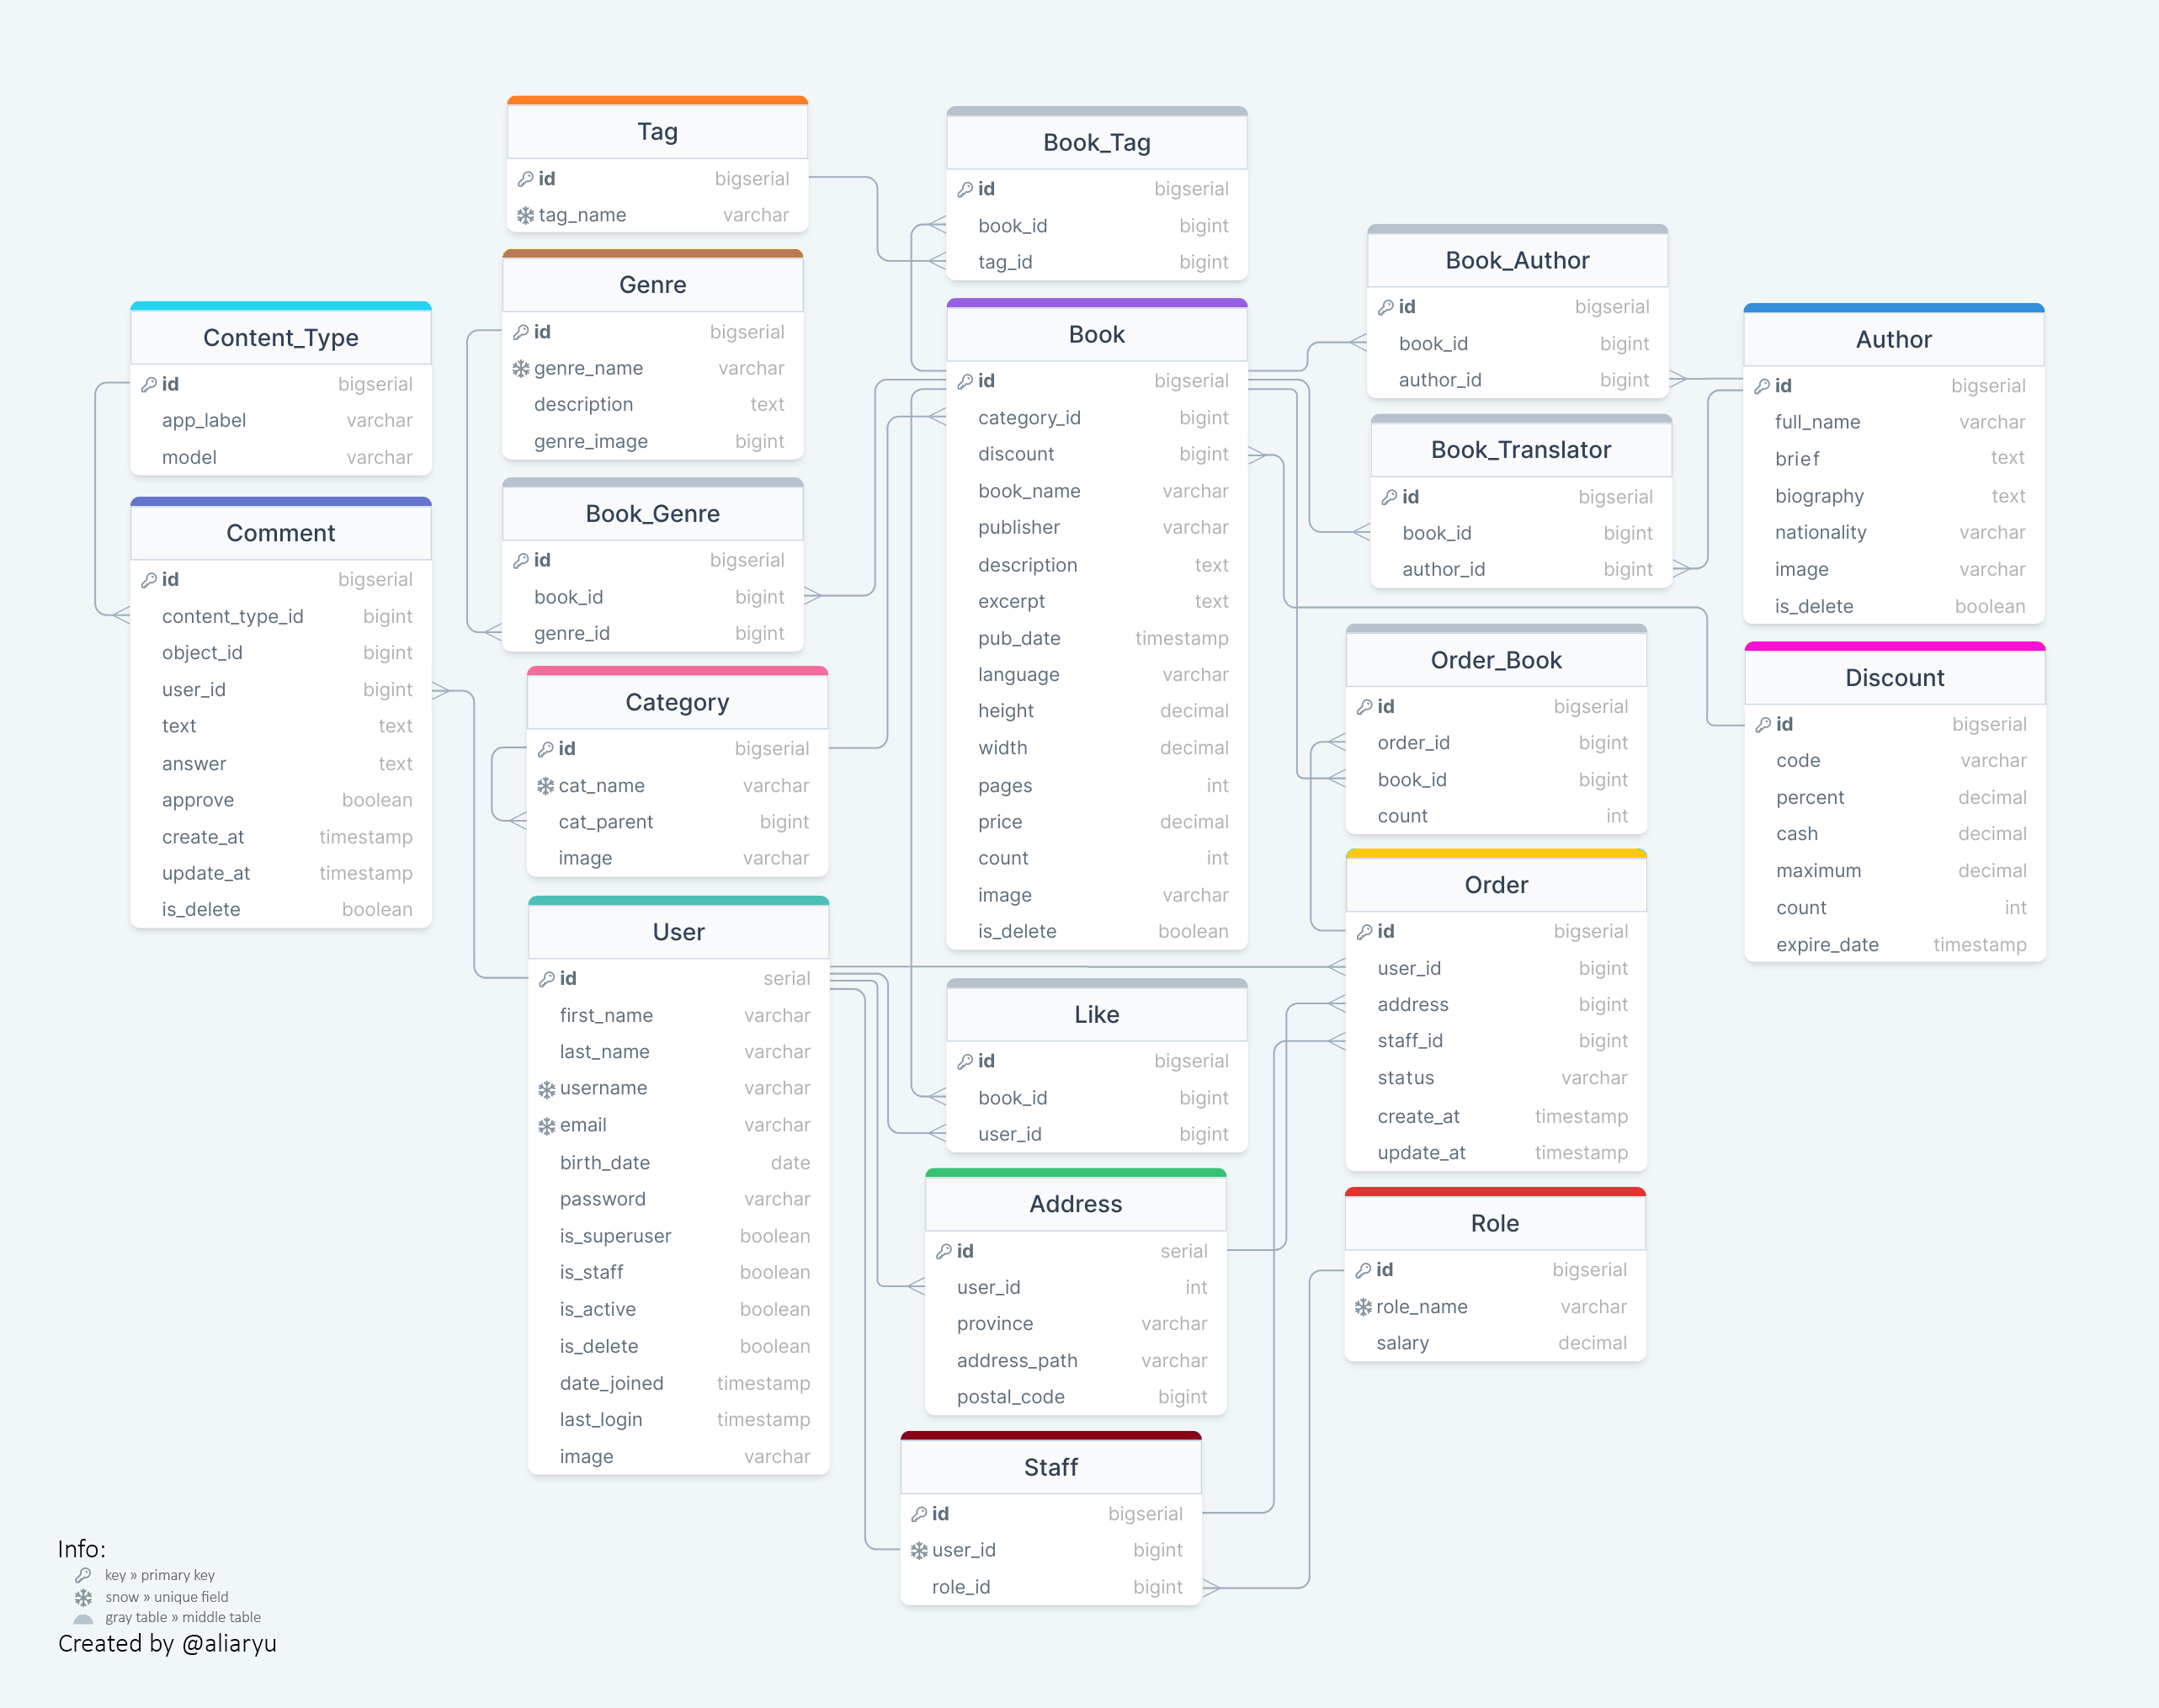 Tag
id bigserial
tag_name varchar
Genre
id bigserial
genre_name varchar
description text
genre_image bigint
Content_Type
id bigserial
app_label varchar
model varchar
Comment
id bigserial
content_type_id bigint
object_id bigint
user_id bigint
text text
answer text
approve boolean
create_at timestamp
update_at timestamp
is_delete boolean
Book_Genre
id bigserial
book_id bigint
genre_id bigint
Category
id bigserial
cat_name varchar
cat_parent bigint
image varchar
User
id serial
first_name varchar
last_name varchar
username varchar
email varchar
birth_date date
password varchar
is_superuser boolean
is_staff boolean
is_active boolean
is_delete boolean
date_joined timestamp
last_login timestamp
image varchar
Book_Tag
id bigserial
book_id bigint
tag_id bigint
Book
id bigserial
category_id bigint
discount bigint
book_name varchar
publisher varchar
description text
excerpt text
pub_date timestamp
language varchar
height decimal
width decimal
pages int
price decimal
count int
image varchar
is_delete boolean
Like
id bigserial
book_id bigint
user_id bigint
Address
id serial
user_id int
province varchar
address_path varchar
postal_code bigint
Staff
id bigserial
user_id bigint
role_id bigint
Book_Author
id bigserial
book_id bigint
author_id bigint
Book_Translator
id bigserial
book_id bigint
author_id bigint
Order_Book
id bigserial
order_id bigint
book_id bigint
count int
Order
id bigserial
user_id bigint
address bigint
staff_id bigint
status varchar
create_at timestamp
update_at timestamp
Role
id bigserial
role_name varchar
salary decimal
Author
id bigserial
full_name varchar
brief text
biography text
nationality varchar
image varchar
is_delete boolean
Discount
id bigserial
code varchar
percent decimal
cash decimal
maximum decimal
count int
expire_date timestamp
Info:
key » primary key
snow » unique field
gray table » middle table
Created by @aliaryu